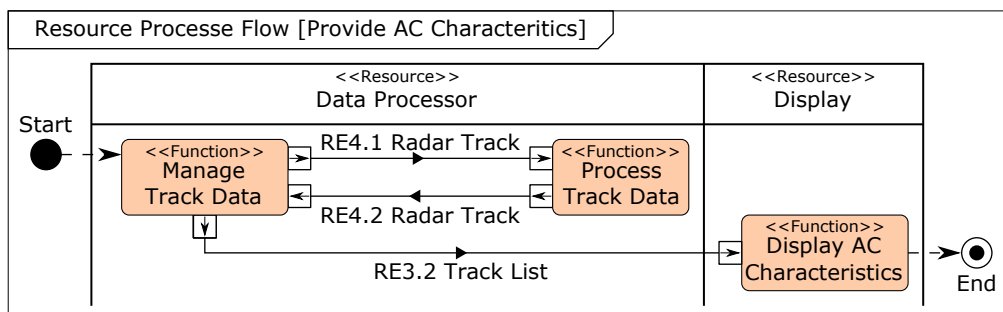 Resource Processe Flow [Provide AC Characteritics]
<<Resource>>
Data Processor
<<Resource>>
Display
Start
<<Function>>
Manage
Track Data
RE4.1 Radar Track
RE4.2 Radar Track
<<Function>>
Process
Track Data
RE3.2 Track List
<<Function>>
Display AC
Characteristics
End